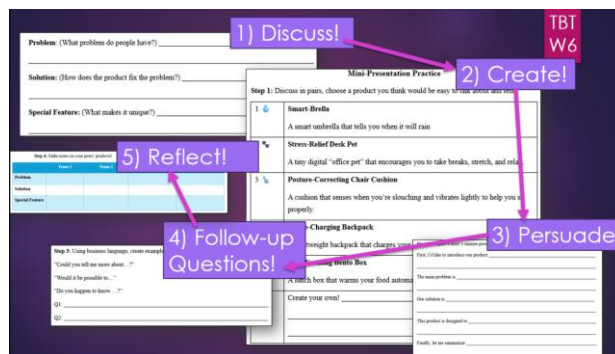 TBT
W6
1) Discuss!
2) Create!
3) Persuade
4) Follow-up
Questions!
5) Reflect!
Problem: (What problem do people have?)
Solution: (How does the product fix the problem?)
Special Feature: (What makes it unique?)
Mini-Presentation Practice
Step 1: Discuss in pairs, choose a product you think would be easy to talk about and sell
1
Smart-Brella
A smart umbrella that tells you when it will rain
Stress-Relief Desk Pet
A tiny digital "office pet" that encourages you to take breaks, stretch, and
3
Posture-Correcting Chair Cushion
A cushion that senses when you're slouching and vibrates lightly to help you
properly.
-Charging Backpack
backpack that charges your
Bento Box
A lunch box that warms your food
Create your own!
Make notes on your peers' products!
Team 1
Team 2
Problem
Solution
Special Feature
Step 3: Using business language, create
"Could you tell me more about…?"
"Would it be possible to…"
"Do you happen to know …?"
Q1:
Q2:
First, I'd like to introduce our product
The main problem is
Our solution is
This product is designed to
Finally, let me summarize